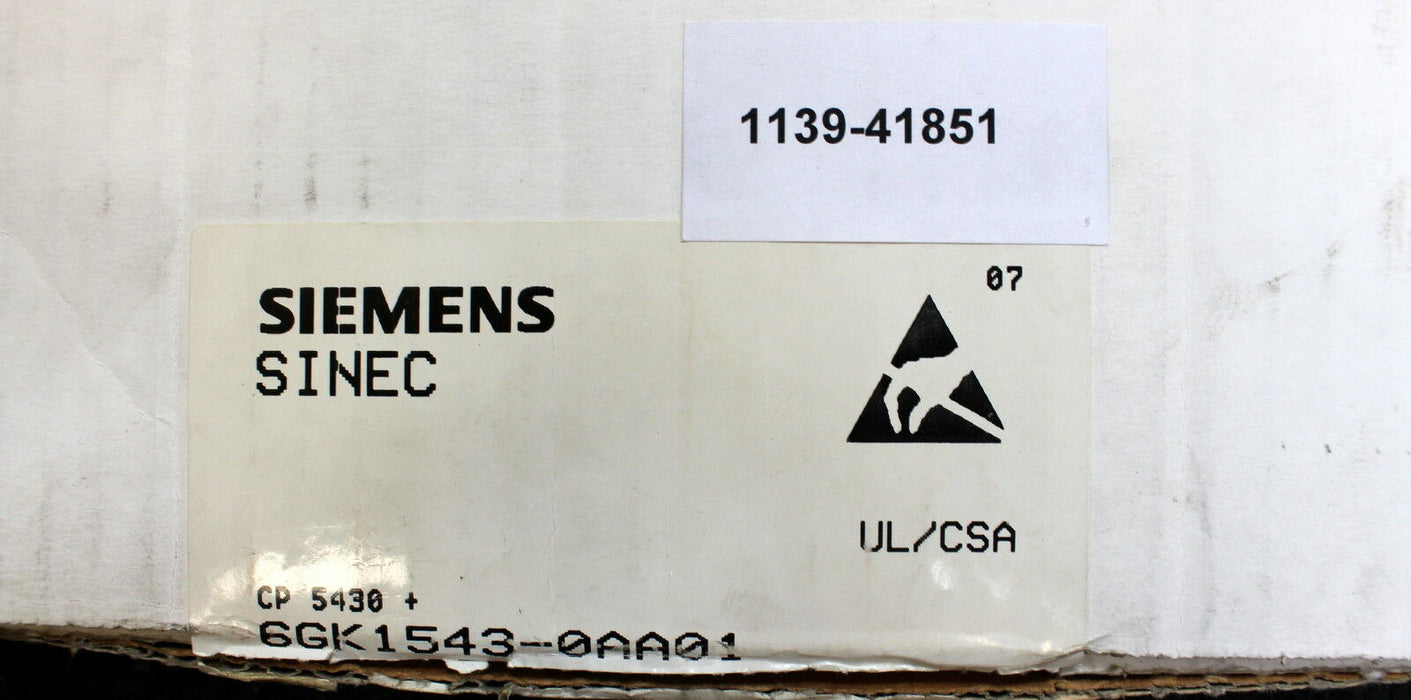 1139-41851
07
SIEMENS
SINEC
UL/CSA
CP 5430 +
6GK1543-0AA01